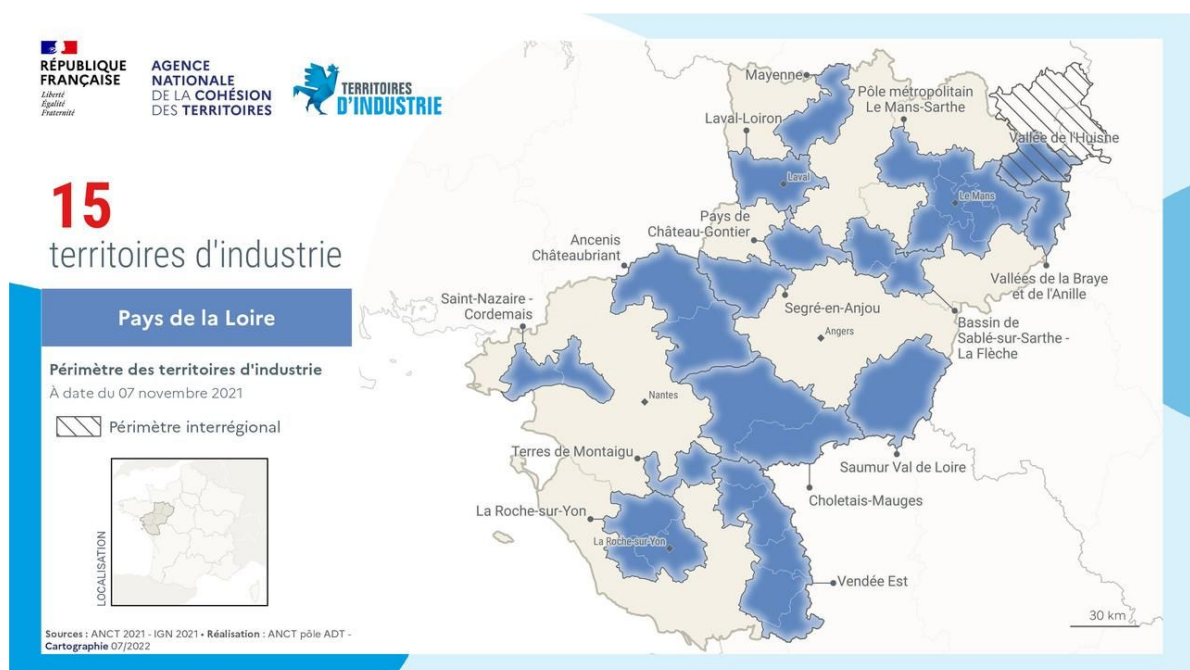 RÉPUBLIQUE
FRANÇAISE
Liberté
Égalité
Fraternité
AGENCE
NATIONALE
DE LA COHÉSION
DES TERRITOIRES
TERRITOIRES
D'INDUSTRIE
15
territoires d'industrie
Pays de la Loire
Périmètre des territoires d'industrie
À date du 07 novembre 2021
Périmètre interrégional
LOCALISATION
Sources : ANCT 2021 - IGN 2021 • Réalisation : ANCT pôle ADT -
Cartographie 07/2022
Mayenne
Pôle métropolitain
Le Mans-Sarthe
Laval-Loiron
Vallée de l'Huisne
Laval
Le Mans
Pays de
Château-Gontier
Ancenis
Châteaubriant
Vallées de la Braye
et de l'Anille
Saint-Nazaire -
Cordemais
Segré-en-Anjou
Bassin de
Sablé-sur-Sarthe -
La Flèche
Angers
Nantes
Terres de Montaigu
Saumur Val de Loire
Choletais-Mauges
La Roche-sur-Yon
La Roche-sur-Yon
Vendée Est
30 km